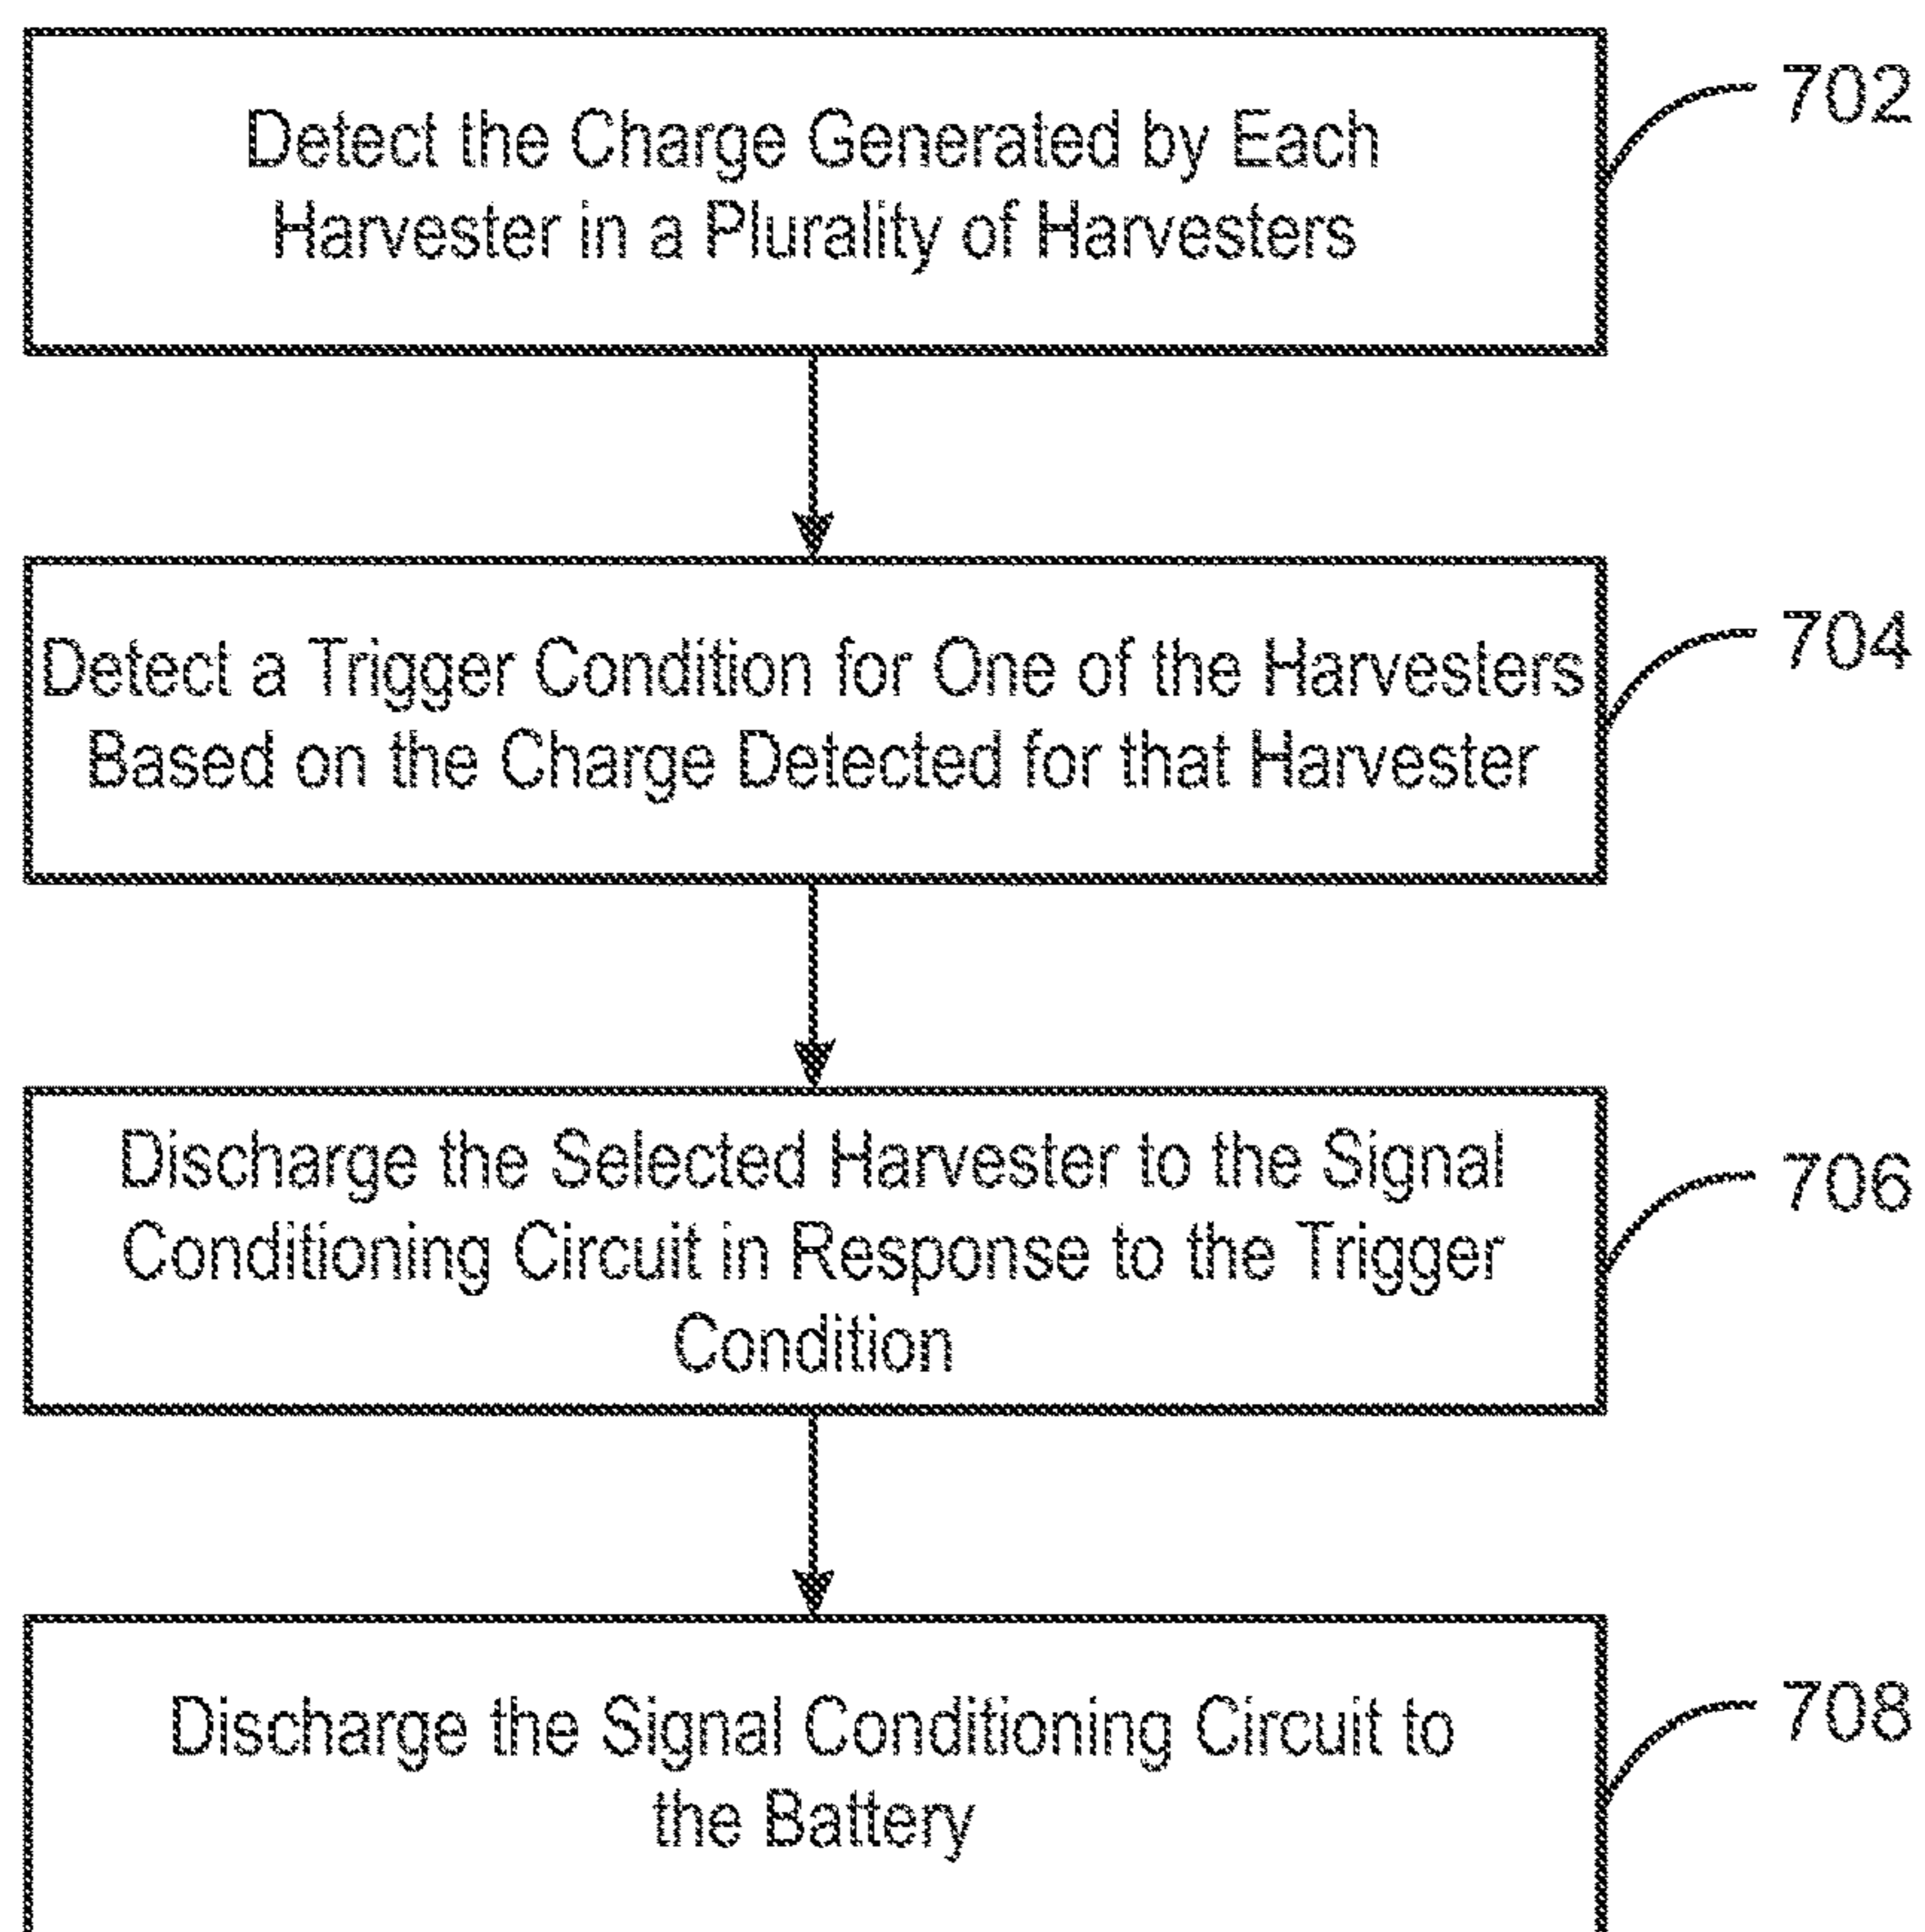 Detect the Charge Generated by Each
Harvester in a Plurality of Harvesters
702
Detect a Trigger Condition for One of the Harvesters
Based on the Charge Detected for that Harvester
704
Discharge the Selected Harvester to the Signal
Conditioning Circuit in Response to the Trigger
Condition
706
Discharge the Signal Conditioning Circuit to
the Battery
708